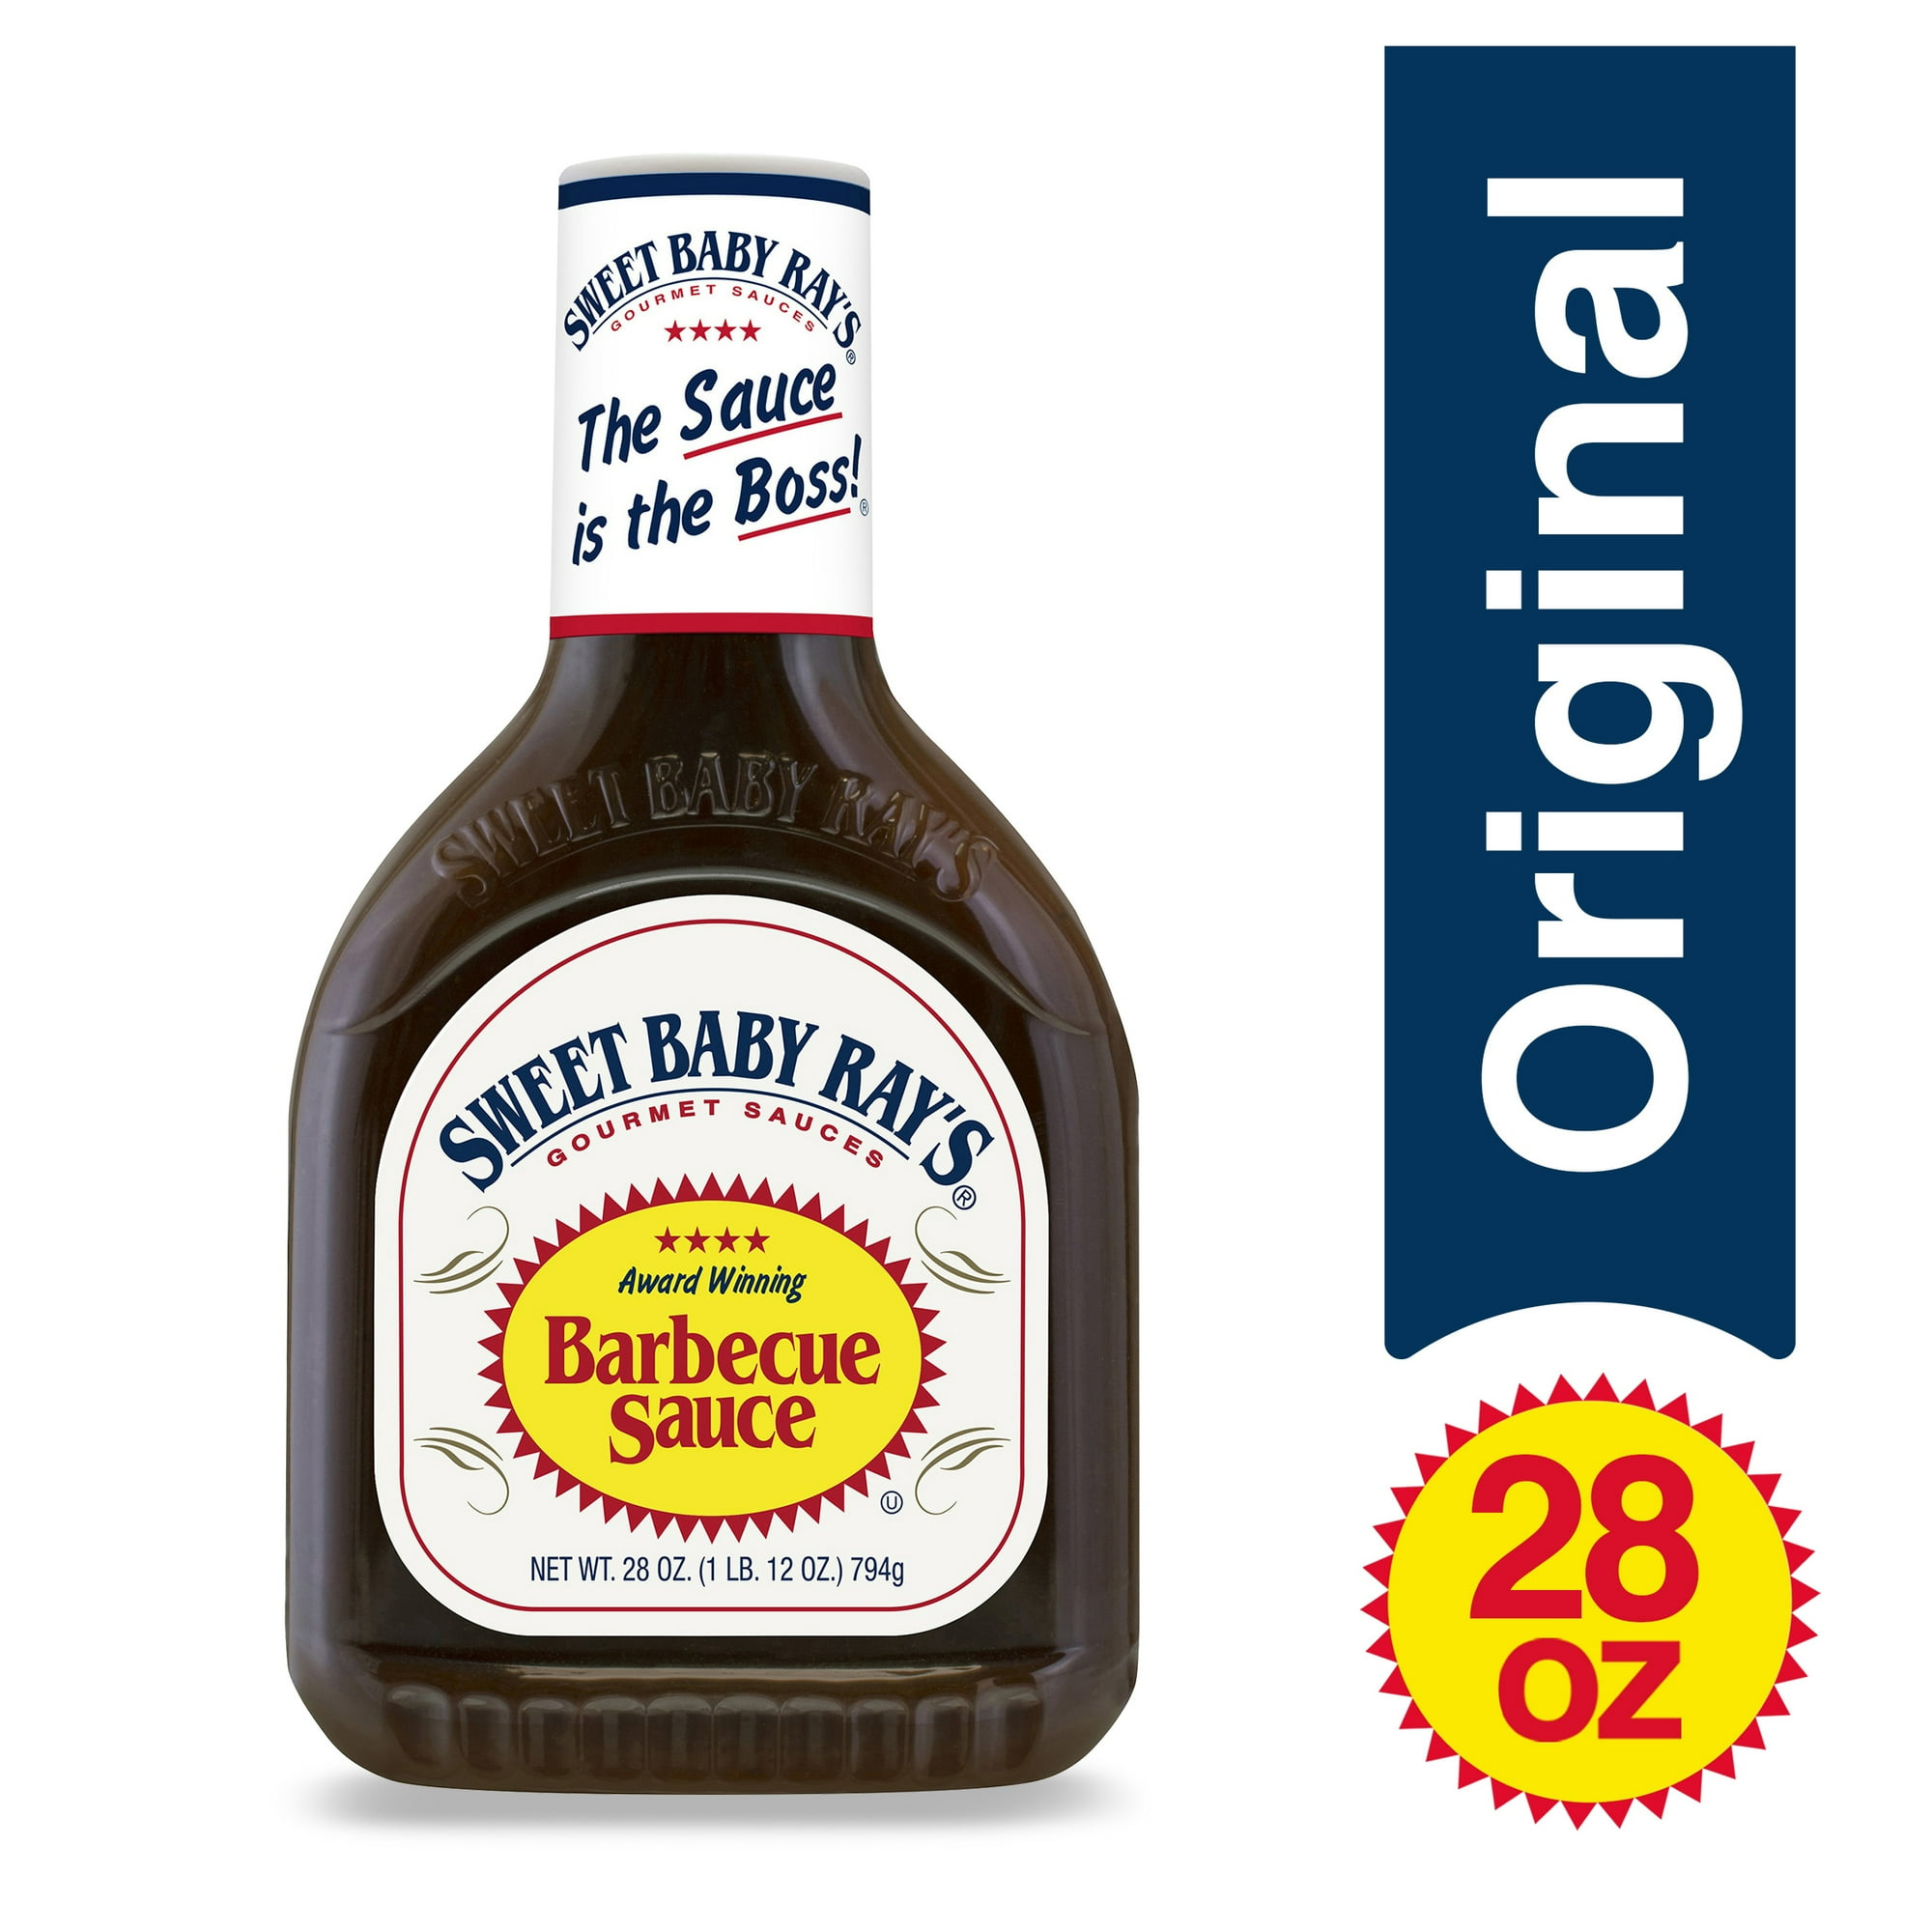 SWEET BABY RAY'S®
GOURMET SAUCES
The Sauce
is the Boss!®
SWEET BABY RAY'S
SWEET BABY RAY'S®
GOURMET SAUCES
Award Winning
Barbecue
Sauce
U
NET WT. 28 OZ. (1 LB. 12 OZ.) 794g
Original
28
OZ